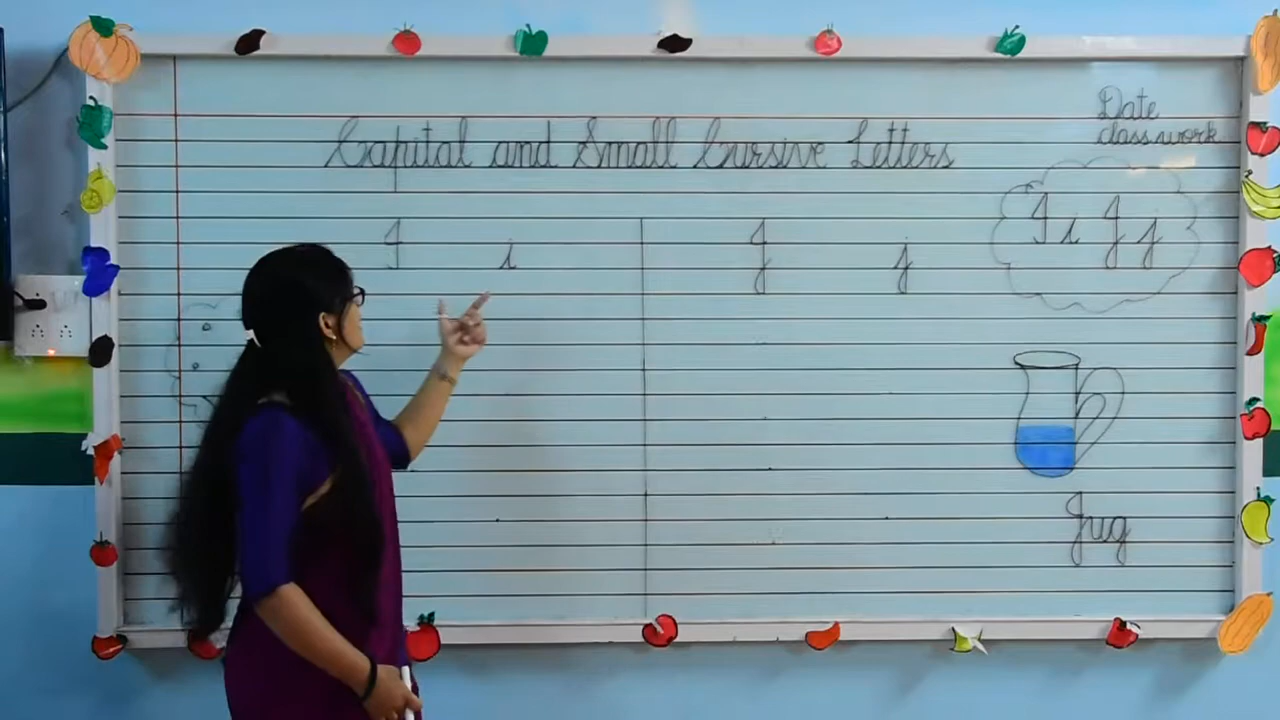 Date
classwork
Capital and Small Cursive Letters
I i J j
I i J j
Jug